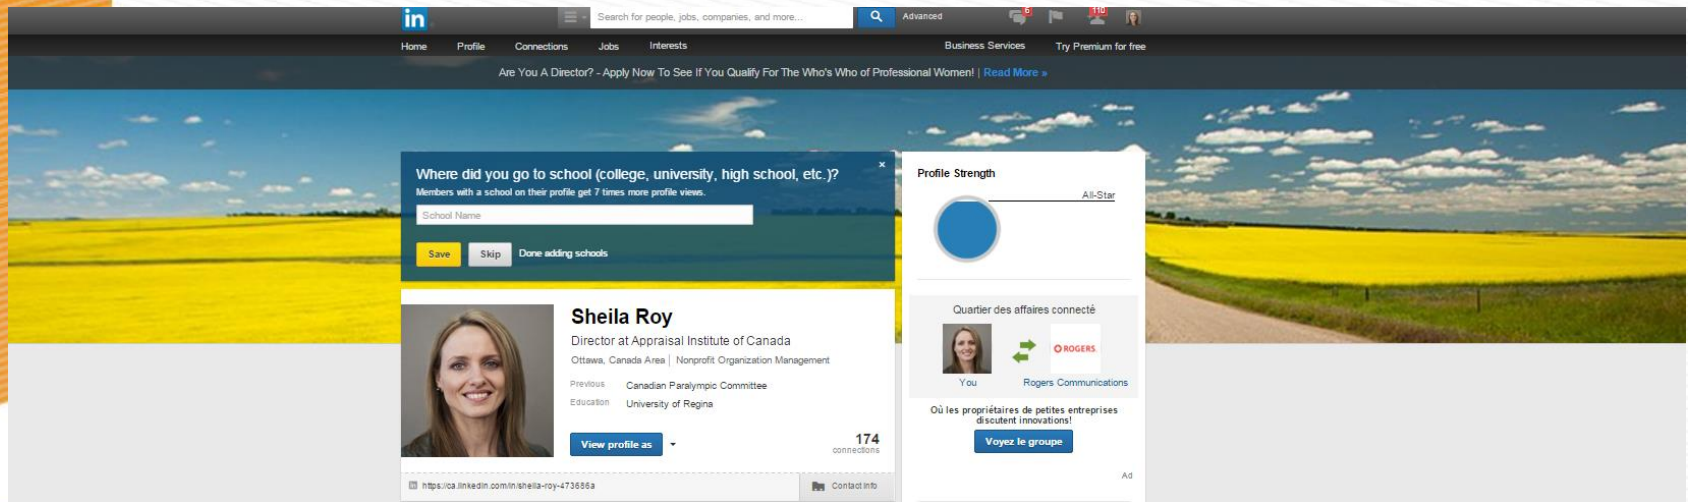 in
Search for people, jobs, companies, and more...
Advanced
6
110
Home Profile Connections Jobs Interests Business Services Try Premium for free
Are You A Director? - Apply Now To See If You Qualify For The Who's Who of Professional Women! | Read More »
Where did you go to school (college, university, high school, etc.)?
×
Members with a school on their profile get 7 times more profile views.
School Name
Save Skip Done adding schools
Sheila Roy
Director at Appraisal Institute of Canada
Ottawa, Canada Area | Nonprofit Organization Management
Previous Canadian Paralympic Committee
Education University of Regina
View profile as
174
connections
in https://ca.linkedin.com/in/sheila-roy-473686a
Contact Info
Profile Strength
All-Star
Quartier des affaires connecté
ROGERS
You Rogers Communications
Où les propriétaires de petites entreprises
discutent innovations!
Voyez le groupe
Ad